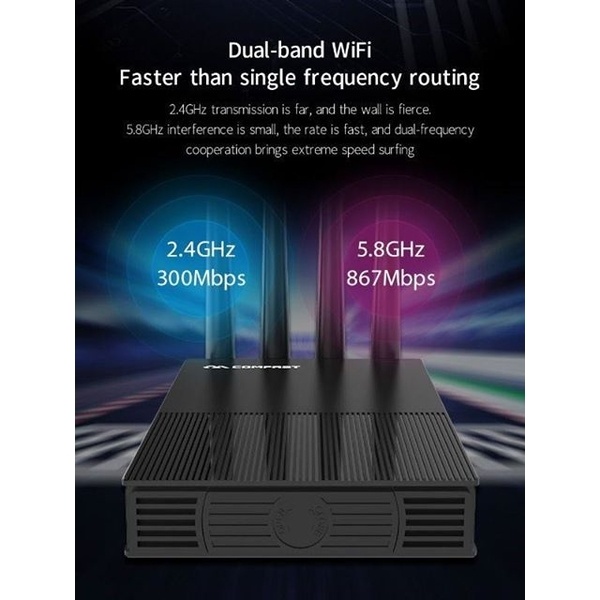 Dual-band WiFi
Faster than single frequency routing
2.4GHz transmission is far, and the wall is fierce.
5.8GHz interference is small, the rate is fast, and dual-frequency
cooperation brings extreme speed surfing
2.4GHz
300Mbps
5.8GHz
867Mbps
COMFAST